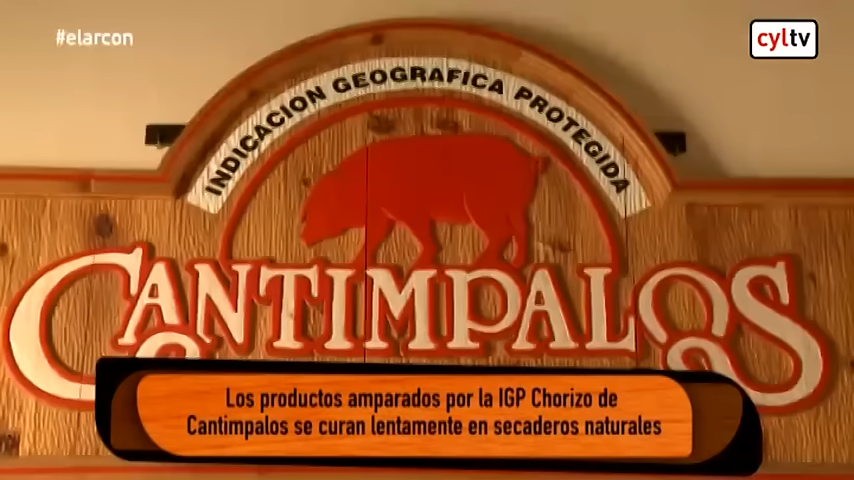 #elarcon
cyltv
INDICACION GEOGRAFICA PROTEGIDA
CANTIMPALOS
Los productos amparados por la IGP Chorizo de
Cantimpalos se curan lentamente en secaderos naturales